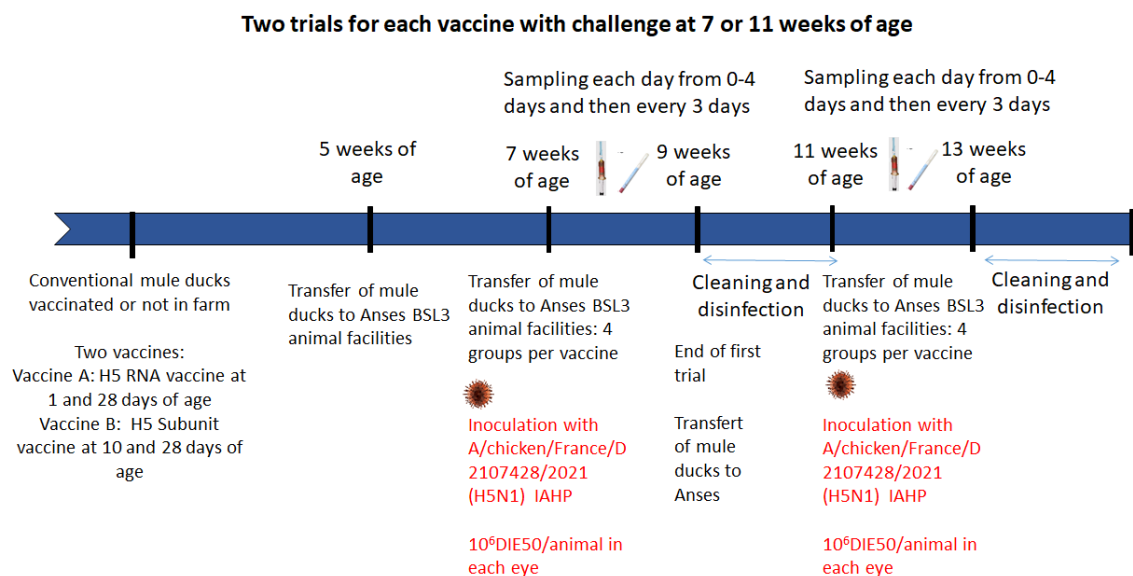 Two trials for each vaccine with challenge at 7 or 11 weeks of age
Sampling each day from 0-4
days and then every 3 days
Sampling each day from 0-4
days and then every 3 days
5 weeks of
age
7 weeks
of age
9 weeks
of age
11 weeks
of age
13 weeks
of age
Conventional mule ducks
vaccinated or not in farm
Two vaccines:
Vaccine A: H5 RNA vaccine at
1 and 28 days of age
Vaccine B:  H5 Subunit
vaccine at 10 and 28 days of
age
Transfer of mule
ducks to Anses BSL3
animal facilities
Transfer of mule
ducks to Anses BSL3
animal facilities: 4
groups per vaccine
Inoculation with
A/chicken/France/D
2107428/2021
(H5N1) IAHP
10⁶DIE50/animal in
each eye
Cleaning and
disinfection
End of first
trial
Transfert
of mule
ducks to
Anses
Transfer of mule
ducks to Anses BSL3
animal facilities: 4
groups per vaccine
Inoculation with
A/chicken/France/D
2107428/2021
(H5N1) IAHP
10⁶DIE50/animal in
each eye
Cleaning and
disinfection